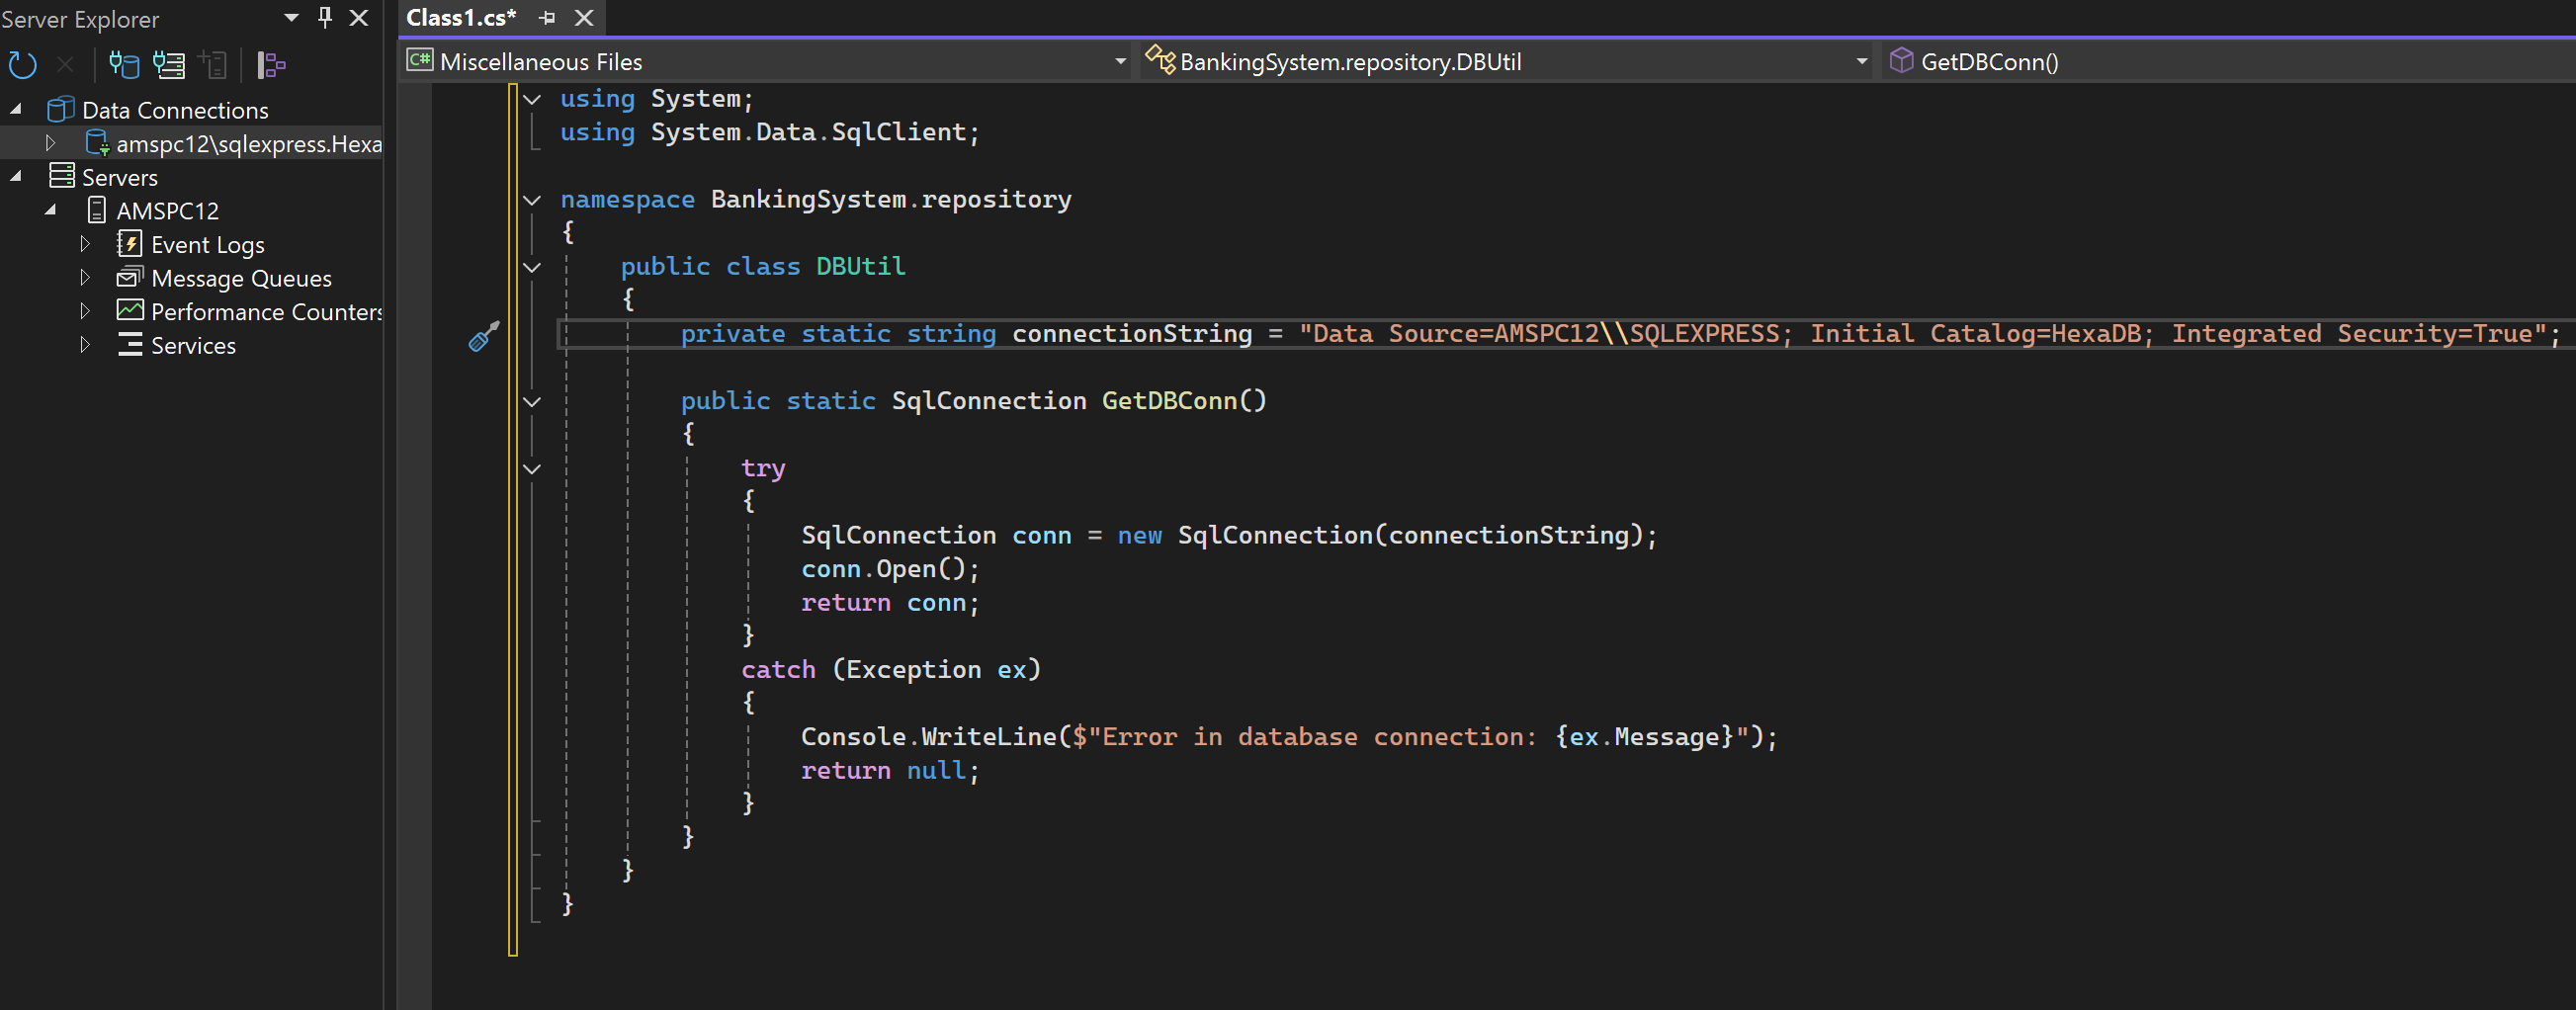 Server Explorer
Data Connections
amspc12\sqlexpress.Hexa
Servers
AMSPC12
Event Logs
Message Queues
Performance Counters
Services
Class1.cs*
C# Miscellaneous Files
BankingSystem.repository.DBUtil
GetDBConn()
using System;
using System.Data.SqlClient;
namespace BankingSystem.repository
{
public class DBUtil
{
private static string connectionString = "Data Source=AMSPC12\\SQLEXPRESS; Initial Catalog=HexaDB; Integrated Security=True";
public static SqlConnection GetDBConn()
{
try
{
SqlConnection conn = new SqlConnection(connectionString);
conn.Open();
return conn;
}
catch (Exception ex)
{
Console.WriteLine($"Error in database connection: {ex.Message}");
return null;
}
}
}
}